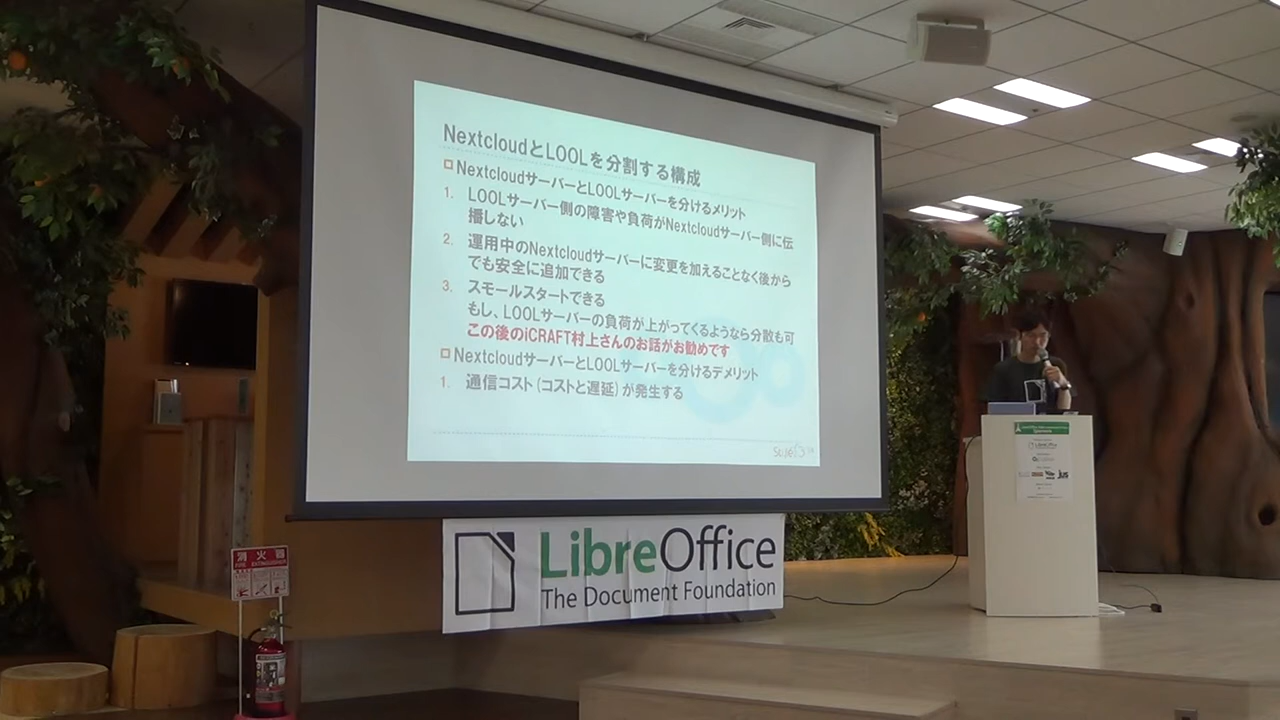 NextcloudとLOOLを分割する構成
NextcloudサーバーとLOOLサーバーを分けるメリット
1. LOOLサーバー側の障害や負荷がNextcloudサーバー側に伝
播しない
2. 運用中のNextcloudサーバーに変更を加えることなく後から
でも安全に追加できる
3. スモールスタートできる
もし、LOOLサーバーの負荷が上がってくるようなら分散も可
この後のiCRAFT村上さんのお話がお勧めです
NextcloudサーバーとLOOLサーバーを分けるデメリット
1. 通信コスト(コストと遅延)が発生する
LibreOffice
The Document Foundation
消火器
FIRE EXTINGUISHER
LibreOffice
jus